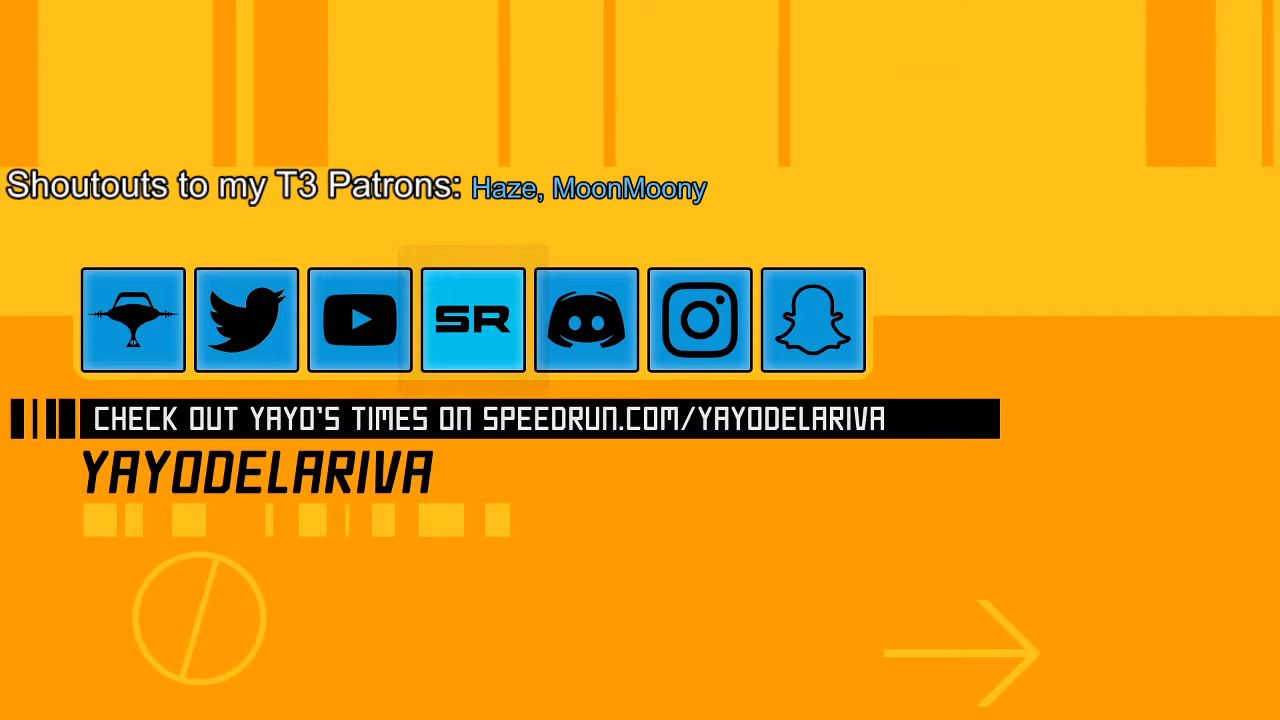 Shoutouts to my T3 Patrons: Haze, MoonMoony
SR
CHECK OUT YAYO'S TIMES ON SPEEDRUN.COM/YAYODELARIVA
YAYODELARIVA